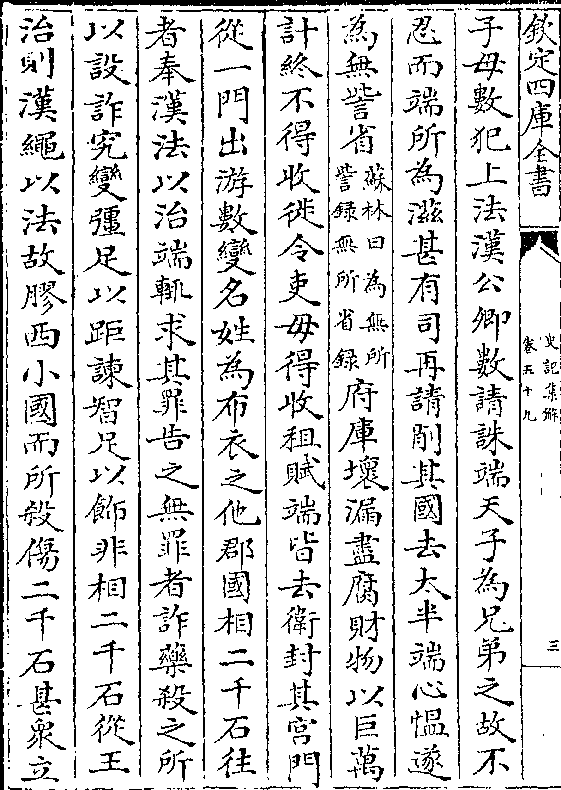 欽定四庫全書
史記集解
卷五十九
三
子母數犯上法漢公卿數請誅端天子為兄弟之故不
忍而端所為滋甚有司再請削其國去太半端心慍遂
為無訾省蘇林曰為無所訾録無所省録府庫壞漏盡腐財物以巨萬
計終不得收徙令吏毋得收租賦端皆去衛封其宮門
從一門出游數變名姓為布衣之他郡國相二千石往
者奉漢法以治端輒求其罪告之無罪者詐藥殺之所
以設詐究變彊足以距諫智足以飾非相二千石從王
治則漢繩以法故膠西小國而所殺傷二千石甚衆立